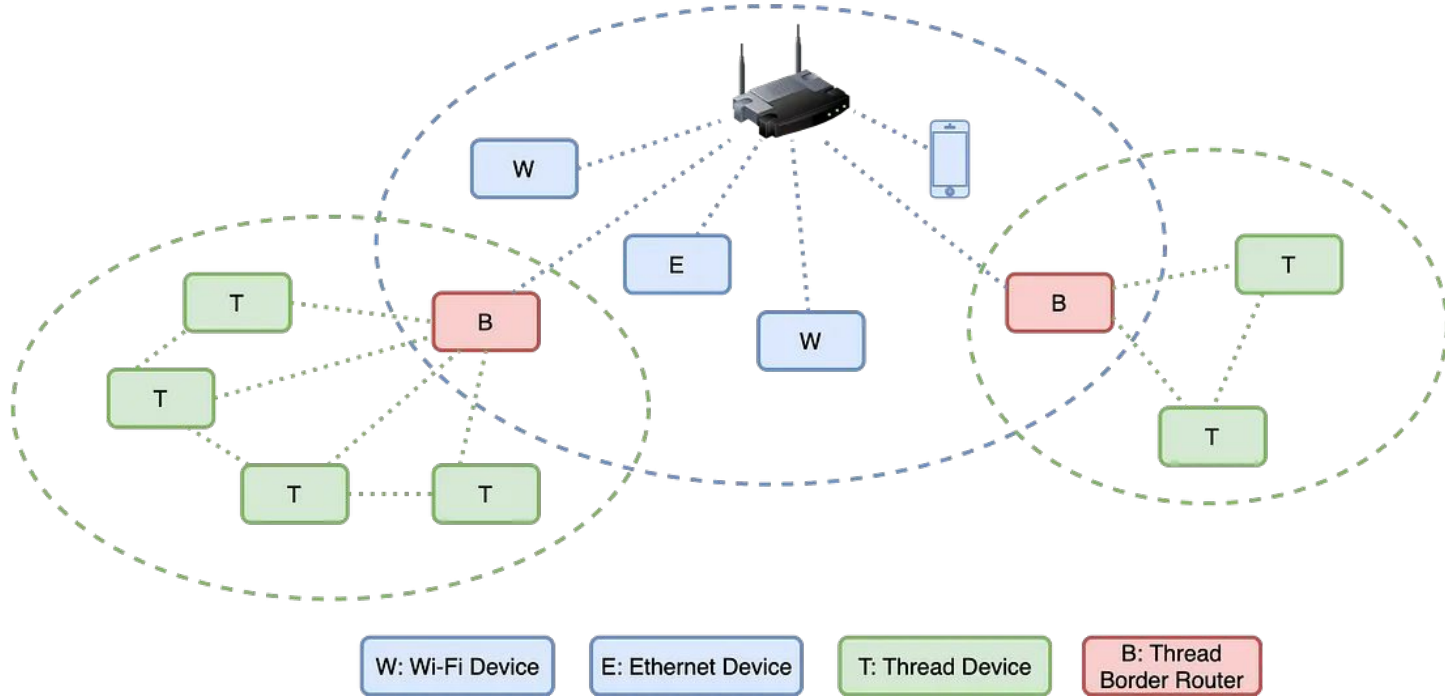 W
E
T
B
B
T
W
T
T
T
T
W: Wi-Fi Device
E: Ethernet Device
T: Thread Device
B: Thread
Border Router